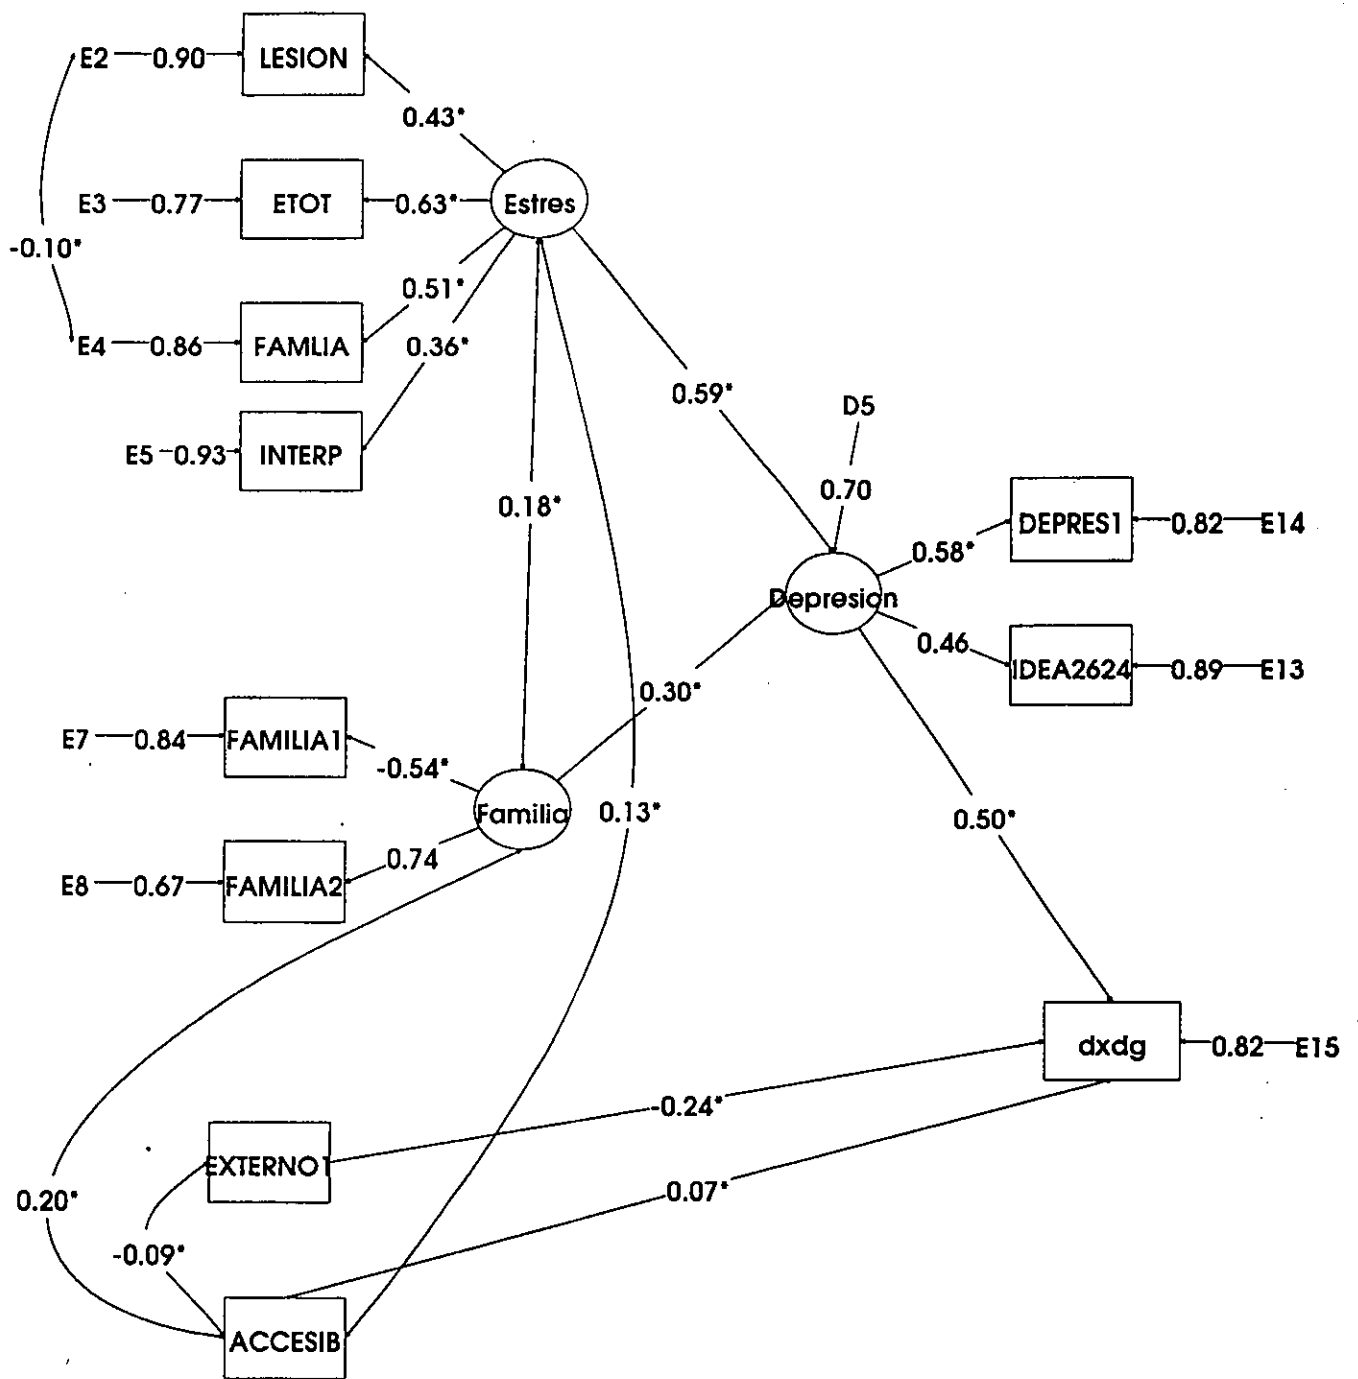 E2 0.90 LESION
0.43*
E3 0.77 ETOT 0.63* Estres
-0.10*
0.51*
E4 0.86 FAMLIA 0.36*
0.59*
D5
E5 0.93 INTERP
0.70
0.18*
DEPRES1 0.82 E14
0.58*
Depresion
0.46
IDEA2624 0.89 E13
0.30*
E7 0.84 FAMILIA1
-0.54*
Familia 0.13*
0.50*
0.74
E8 0.67 FAMILIA2
dxdg 0.82 E15
-0.24*
EXTERNO1
0.20*
0.07*
-0.09*
ACCESIB